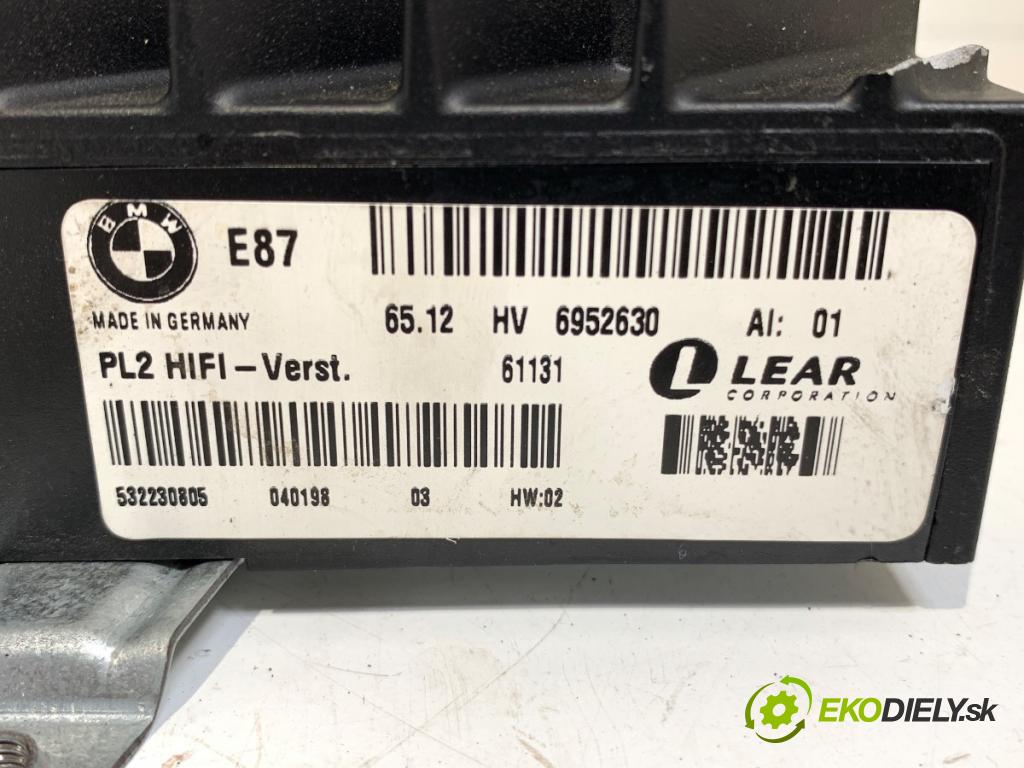 BMW
E87
MADE IN GERMANY 65.12 HV 6952630 AI: 01
PL2 HIFI-Verst. 61131 LEAR
CORPORATION
532230805 040198 03 HW:02
EKODIELY.sk